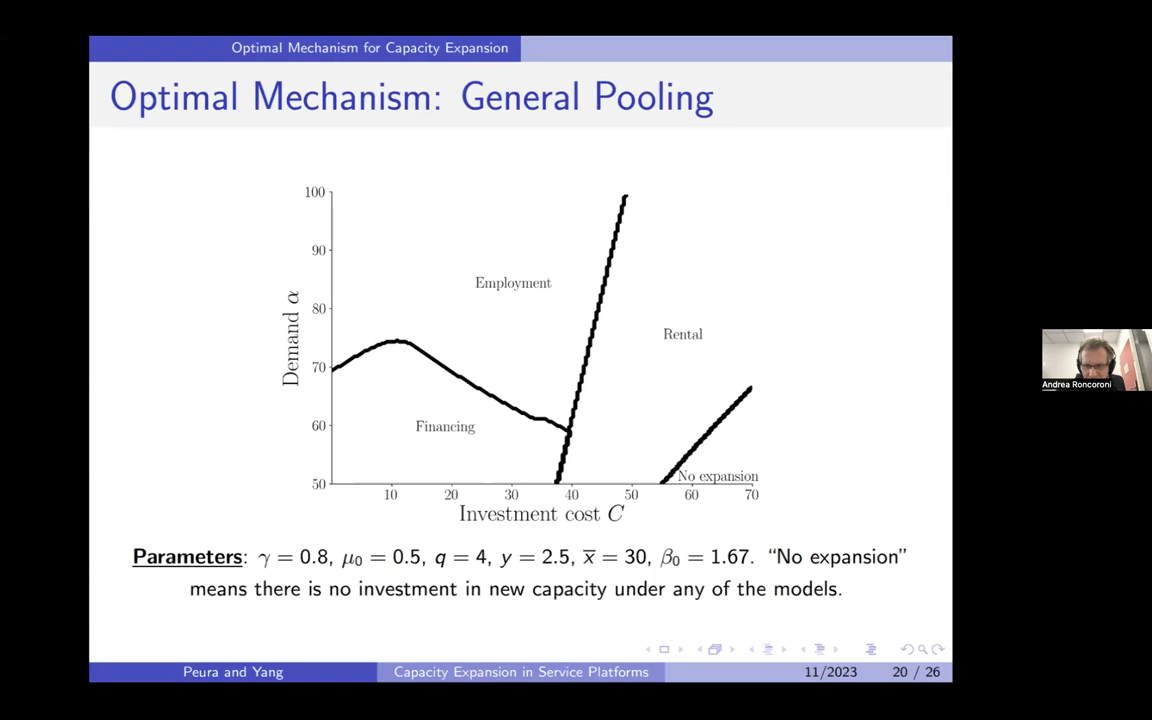 Optimal Mechanism for Capacity Expansion
Optimal Mechanism: General Pooling
100
90
80
70
60
50
Demand α
Employment
Rental
Financing
No expansion
10 20 30 40 50 60 70
Investment cost C
Parameters: γ = 0.8, μ₀ = 0.5, q = 4, y = 2.5, x̅ = 30, β₀ = 1.67. “No expansion”
means there is no investment in new capacity under any of the models.
Peura and Yang Capacity Expansion in Service Platforms 11/2023 20 / 26
Andrea Roncoroni